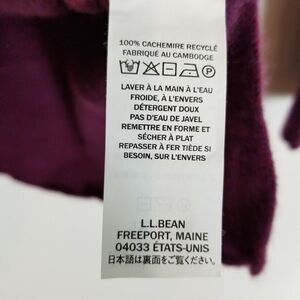 100% CACHEMIRE RECYCLÉ
FABRIQUÉ AU CAMBODGE
LAVER À LA MAIN À L'EAU
FROIDE, À L'ENVERS
DÉTERGENT DOUX
PAS D'EAU DE JAVEL
REMETTRE EN FORME ET
SÉCHER À PLAT
REPASSER À FER TIÈDE SI
BESOIN, SUR L'ENVERS
L.L.BEAN
FREEPORT, MAINE
04033 ÉTATS-UNIS
日本語は裏面をご覧ください。